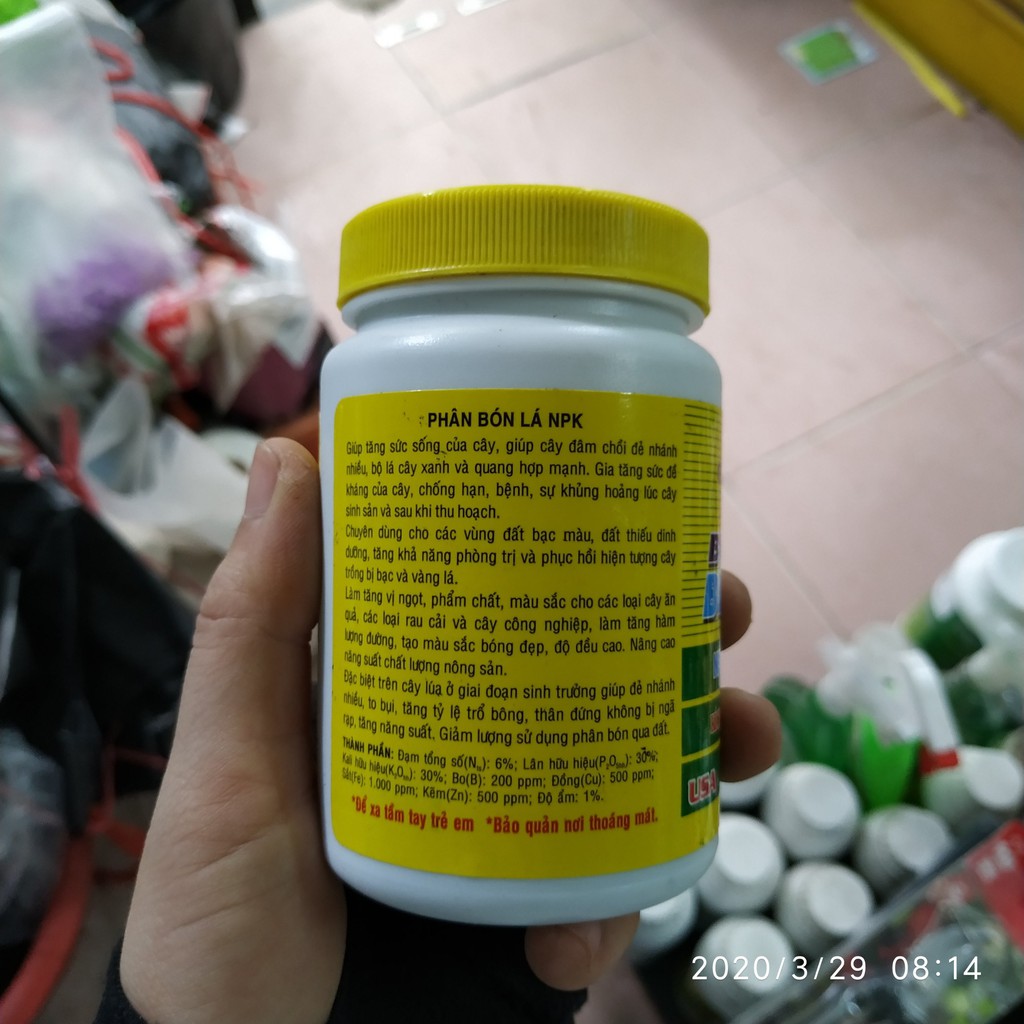 PHÂN BÓN LÁ NPK
Giúp tăng sức sống của cây, giúp cây đâm chồi đẻ nhánh
nhiều, bộ lá cây xanh và quang hợp mạnh. Gia tăng sức đề
kháng của cây, chống hạn, bệnh, sự khủng hoảng lúc cây
sinh sản và sau khi thu hoạch.
Chuyên dùng cho các vùng đất bạc màu, đất thiếu dinh
dưỡng, tăng khả năng phòng trị và phục hồi hiện tượng cây
trồng bị bạc và vàng lá.
Làm tăng vị ngọt, phẩm chất, màu sắc cho các loại cây ăn
quả, các loại rau cải và cây công nghiệp, làm tăng hàm
lượng đường, tạo màu sắc bóng đẹp, độ đều cao. Nâng cao
năng suất chất lượng nông sản.
Đặc biệt trên cây lúa ở giai đoạn sinh trưởng giúp đẻ nhánh
nhiều, to bụi, tăng tỷ lệ trổ bông, thân đứng không bị ngã
rạp, tăng năng suất. Giảm lượng sử dụng phân bón qua đất.
THÀNH PHẦN: Đạm tổng số(Nts): 6%; Lân hữu hiệu(P2O5hh): 30%;
Kali hữu hiệu(K2Ohh): 30%; Bo(B): 200 ppm; Đồng(Cu): 500 ppm;
Sắt(Fe): 1.000 ppm; Kẽm(Zn): 500 ppm; Độ ẩm: 1%.
*Để xa tầm tay trẻ em *Bảo quản nơi thoáng mát.
USA
2020/3/29 08:14